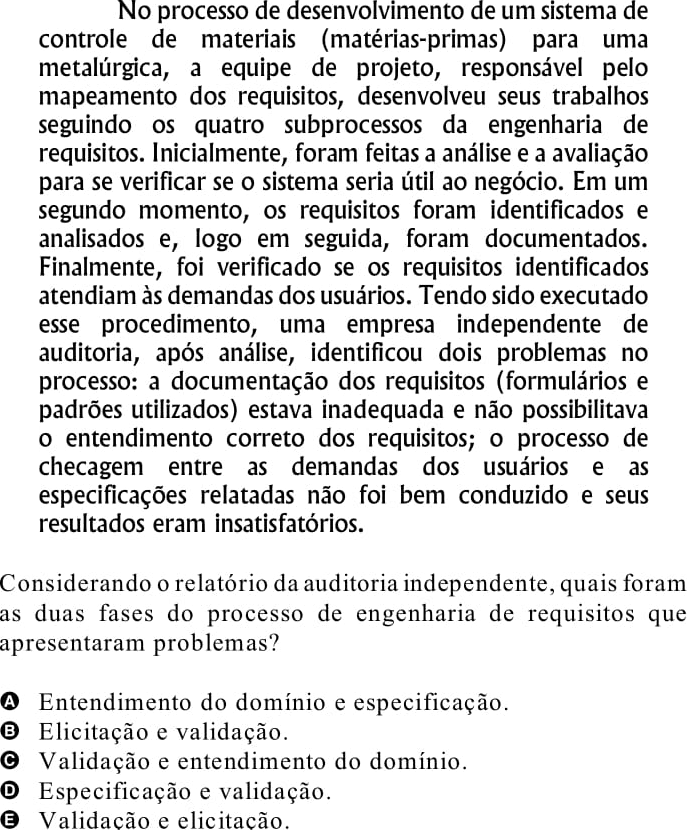 No processo de desenvolvimento de um sistema de
controle de materiais (matérias-primas) para uma
metalúrgica, a equipe de projeto, responsável pelo
mapeamento dos requisitos, desenvolveu seus trabalhos
seguindo os quatro subprocessos da engenharia de
requisitos. Inicialmente, foram feitas a análise e a avaliação
para se verificar se o sistema seria útil ao negócio. Em um
segundo momento, os requisitos foram identificados e
analisados e, logo em seguida, foram documentados.
Finalmente, foi verificado se os requisitos identificados
atendiam às demandas dos usuários. Tendo sido executado
esse procedimento, uma empresa independente de
auditoria, após análise, identificou dois problemas no
processo: a documentação dos requisitos (formulários e
padrões utilizados) estava inadequada e não possibilitava
o entendimento correto dos requisitos; o processo de
checagem entre as demandas dos usuários e as
especificações relatadas não foi bem conduzido e seus
resultados eram insatisfatórios.
Considerando o relatório da auditoria independente, quais foram
as duas fases do processo de engenharia de requisitos que
apresentaram problemas?
A Entendimento do domínio e especificação.
B Elicitação e validação.
C Validação e entendimento do domínio.
D Especificação e validação.
E Validação e elicitação.